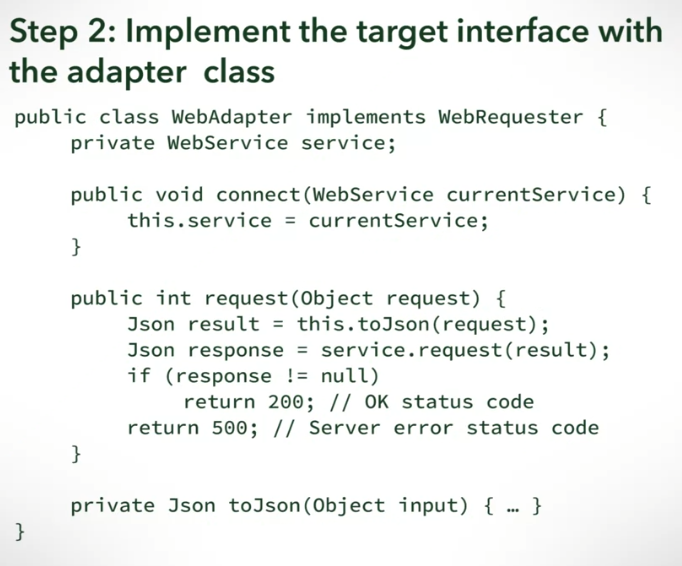 Step 2: Implement the target interface with
the adapter class
public class WebAdapter implements WebRequester {
private WebService service;
public void connect(WebService currentService) {
this.service = currentService;
}
public int request(Object request) {
Json result = this.toJson(request);
Json response = service.request(result);
if (response != null)
return 200; // OK status code
return 500; // Server error status code
}
private Json toJson(Object input) { … }
}